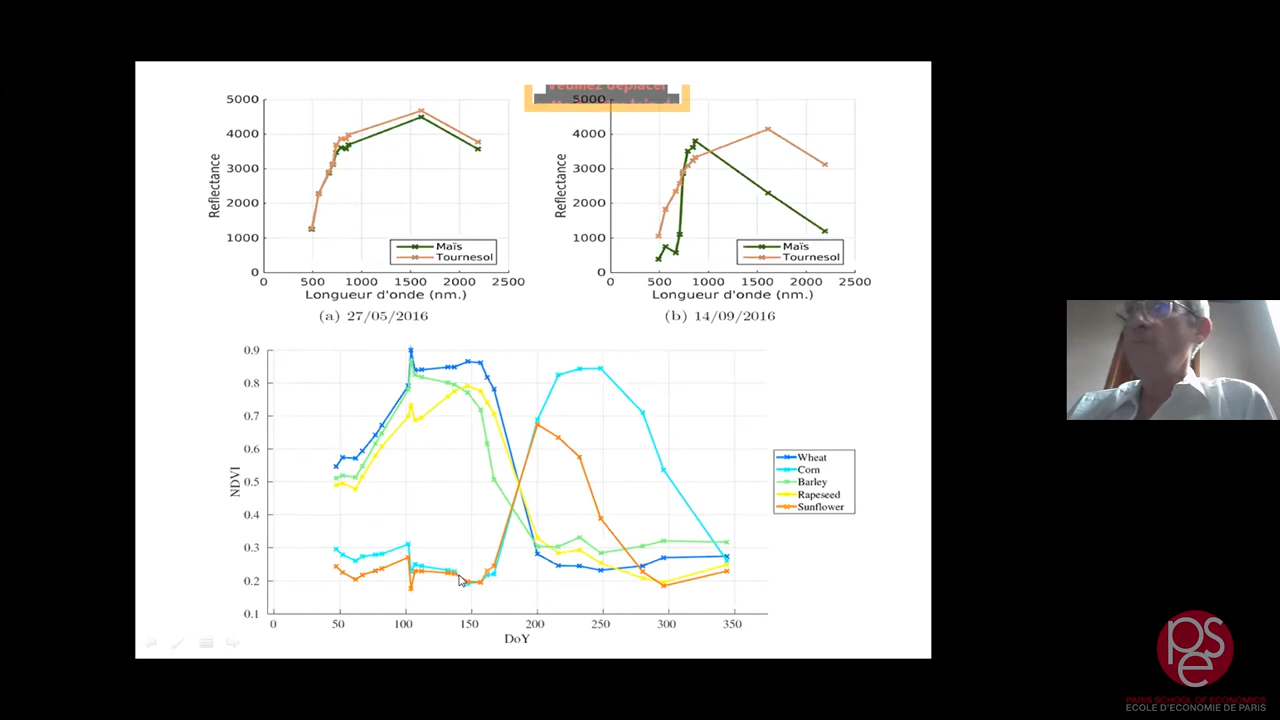 Veuillez déplacer
5000
4000
3000
2000
1000
0
Reflectance
0 500 1000 1500 2000 2500
Longueur d'onde (nm.)
Maïs
Tournesol
(a) 27/05/2016
5000
4000
3000
2000
1000
0
Reflectance
0 500 1000 1500 2000 2500
Longueur d'onde (nm.)
Maïs
Tournesol
(b) 14/09/2016
0.9
0.8
0.7
0.6
0.5
0.4
0.3
0.2
0.1
NDVI
0 50 100 150 200 250 300 350
DoY
Wheat
Corn
Barley
Rapeseed
Sunflower
pse
PARIS SCHOOL OF ECONOMICS
ECOLE D'ECONOMIE DE PARIS